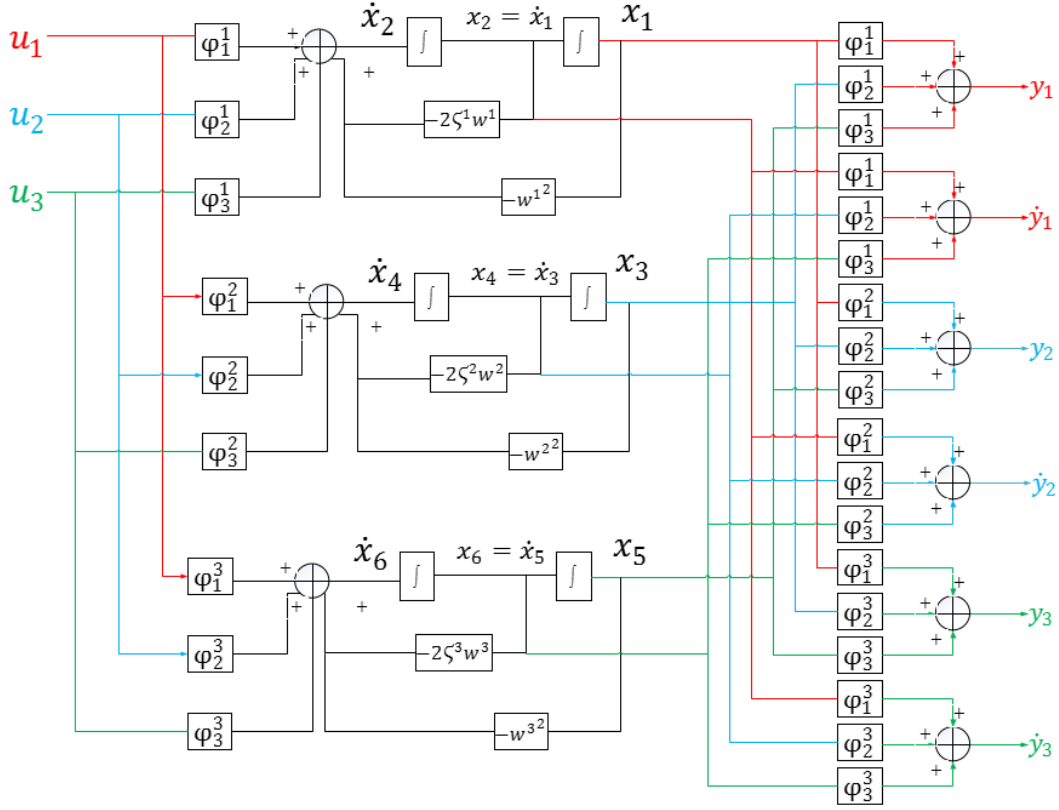 u₁ φ₁¹ + + + ẋ₂ ∫ x₂ = ẋ₁ ∫ x₁ φ₁¹ +
u₂ φ₂¹ −2ς¹w¹ φ₂¹ + y₁
φ₃¹ +
u₃ φ₃¹ −w¹² φ₁¹ +
φ₂¹ + ẏ₁
φ₃¹ +
φ₁² + + + ẋ₄ ∫ x₄ = ẋ₃ ∫ x₃ φ₁² +
φ₂² −2ς²w² φ₂² + y₂
φ₃² +
φ₃² −w²² φ₁² +
φ₂² + ẏ₂
φ₃² +
φ₁³ + + + ẋ₆ ∫ x₆ = ẋ₅ ∫ x₅ φ₁³ +
φ₂³ + y₃
φ₂³ −2ς³w³ φ₃³ +
φ₃³ −w³² φ₁³ +
φ₂³ + ẏ₃
φ₃³ +